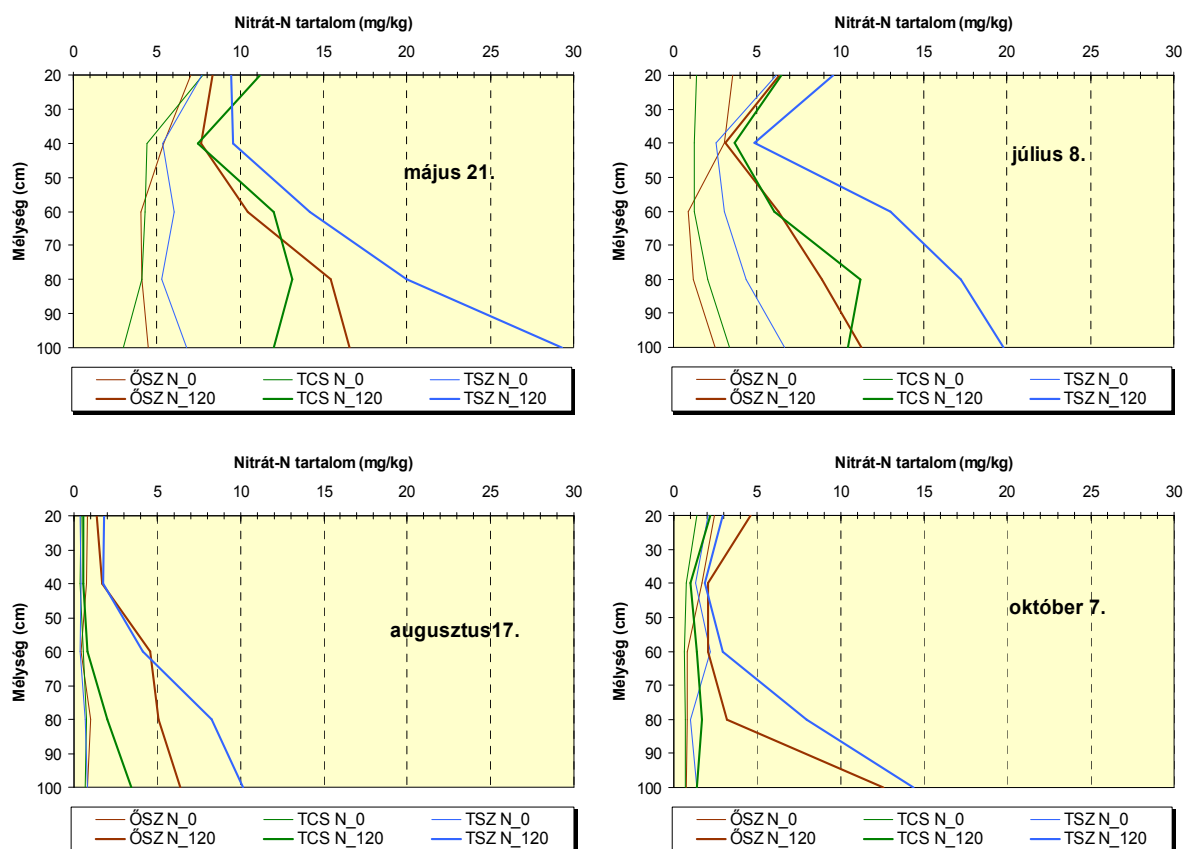 Nitrát-N tartalom (mg/kg)
0 5 10 15 20 25 30
Mélység (cm)
20
30
40
50
60
70
80
90
100
május 21.
ŐSZ N_0 TCS N_0 TSZ N_0
ŐSZ N_120 TCS N_120 TSZ N_120
Nitrát-N tartalom (mg/kg)
0 5 10 15 20 25 30
Mélység (cm)
20
30
40
50
60
70
80
90
100
július 8.
ŐSZ N_0 TCS N_0 TSZ N_0
ŐSZ N_120 TCS N_120 TSZ N_120
Nitrát-N tartalom (mg/kg)
0 5 10 15 20 25 30
Mélység (cm)
20
30
40
50
60
70
80
90
100
augusztus17.
ŐSZ N_0 TCS N_0 TSZ N_0
ŐSZ N_120 TCS N_120 TSZ N_120
Nitrát-N tartalom (mg/kg)
0 5 10 15 20 25 30
Mélység (cm)
20
30
40
50
60
70
80
90
100
október 7.
ŐSZ N_0 TCS N_0 TSZ N_0
ŐSZ N_120 TCS N_120 TSZ N_120